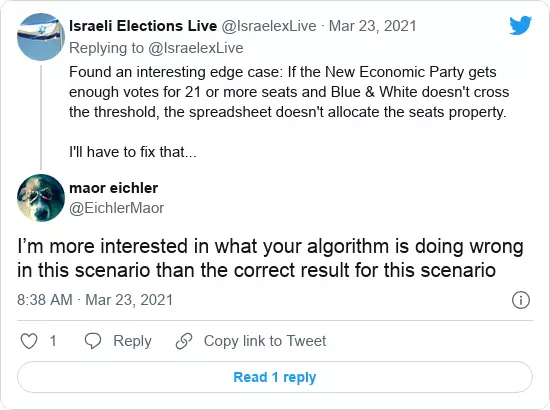 Israeli Elections Live @IsraelexLive · Mar 23, 2021
Replying to @IsraelexLive
Found an interesting edge case: If the New Economic Party gets
enough votes for 21 or more seats and Blue & White doesn't cross
the threshold, the spreadsheet doesn't allocate the seats property.
I'll have to fix that...
maor eichler
@EichlerMaor
I’m more interested in what your algorithm is doing wrong
in this scenario than the correct result for this scenario
8:38 AM · Mar 23, 2021
1 Reply Copy link to Tweet
Read 1 reply